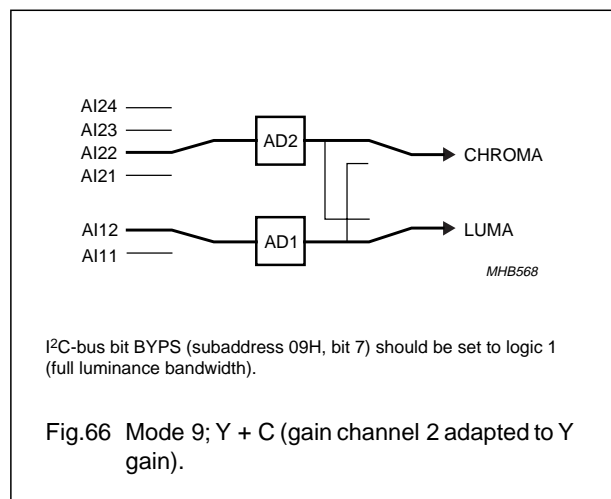 AI24
AI23
AI22
AI21
AD2
CHROMA
AI12
AI11
AD1
LUMA
MHB568
I²C-bus bit BYPS (subaddress 09H, bit 7) should be set to logic 1
(full luminance bandwidth).
Fig.66 Mode 9; Y + C (gain channel 2 adapted to Y
gain).